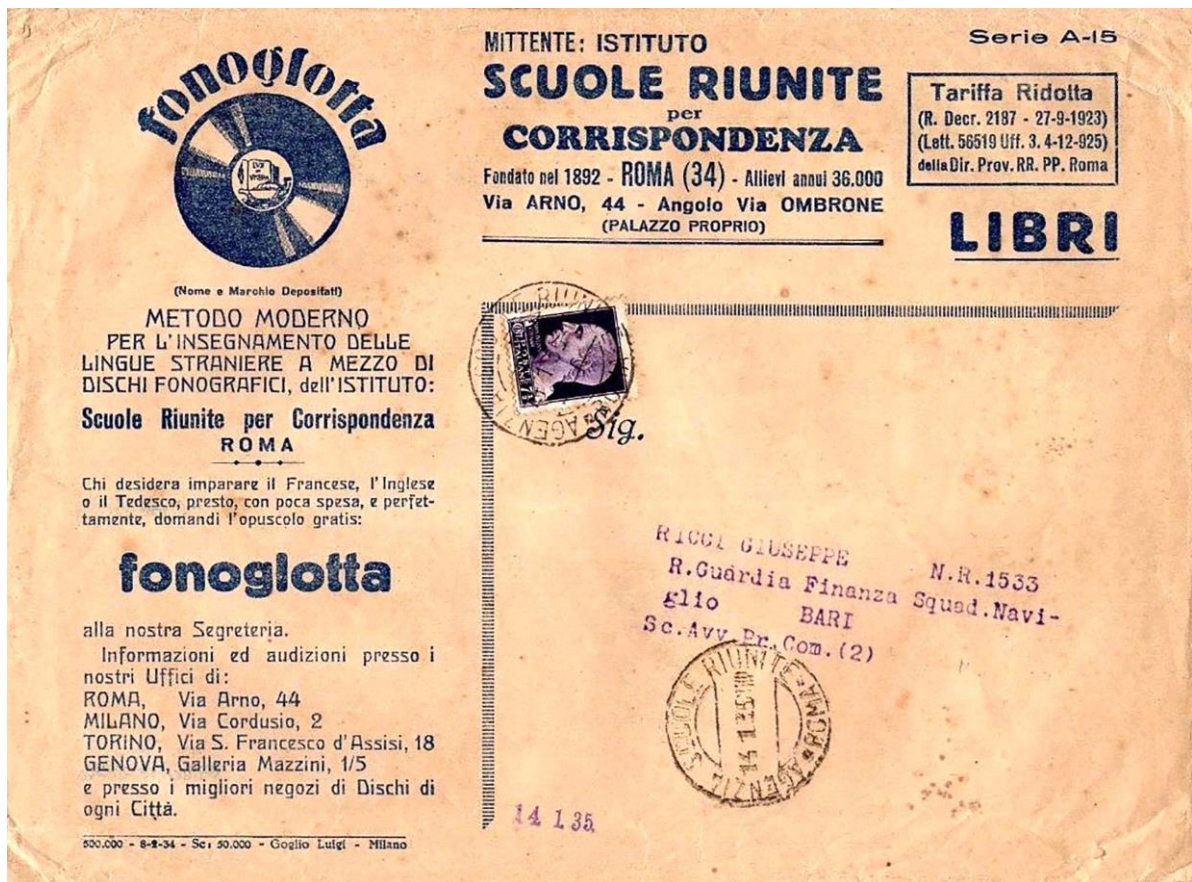 fonoglotta
(Nome e Marchio Depositati)
METODO MODERNO
PER L'INSEGNAMENTO DELLE
LINGUE STRANIERE A MEZZO DI
DISCHI FONOGRAFICI, dell'ISTITUTO:
Scuole Riunite per Corrispondenza
ROMA
Chi desidera imparare il Francese, l'Inglese
o il Tedesco, presto, con poca spesa, e perfet-
tamente, domandi l'opuscolo gratis:
fonoglotta
alla nostra Segreteria.
Informazioni ed audizioni presso i
nostri Uffici di:
ROMA, Via Arno, 44
MILANO, Via Cordusio, 2
TORINO, Via S. Francesco d'Assisi, 18
GENOVA, Galleria Mazzini, 1/5
e presso i migliori negozi di Dischi di
ogni Città.
500.000 - 8-2-34 - Sc: 50.000 - Goglio Luigi - Milano
MITTENTE: ISTITUTO
SCUOLE RIUNITE
per
CORRISPONDENZA
Fondato nel 1892 - ROMA (34) - Allievi annui 36.000
Via ARNO, 44 - Angolo Via OMBRONE
(PALAZZO PROPRIO)
Serie A-15
Tariffa Ridotta
(R. Decr. 2187 - 27-9-1923)
(Lett. 56519 Uff. 3. 4-12-925)
della Dir. Prov. RR. PP. Roma
LIBRI
Sig.
RICCI GIUSEPPE N.R.1533
R.Guardia Finanza Squad.Navi-
glio BARI
Sc.Avv Pr.Com.(2)
AGENZIA SCUOLE RIUNITE * ROMA *
14 1 35